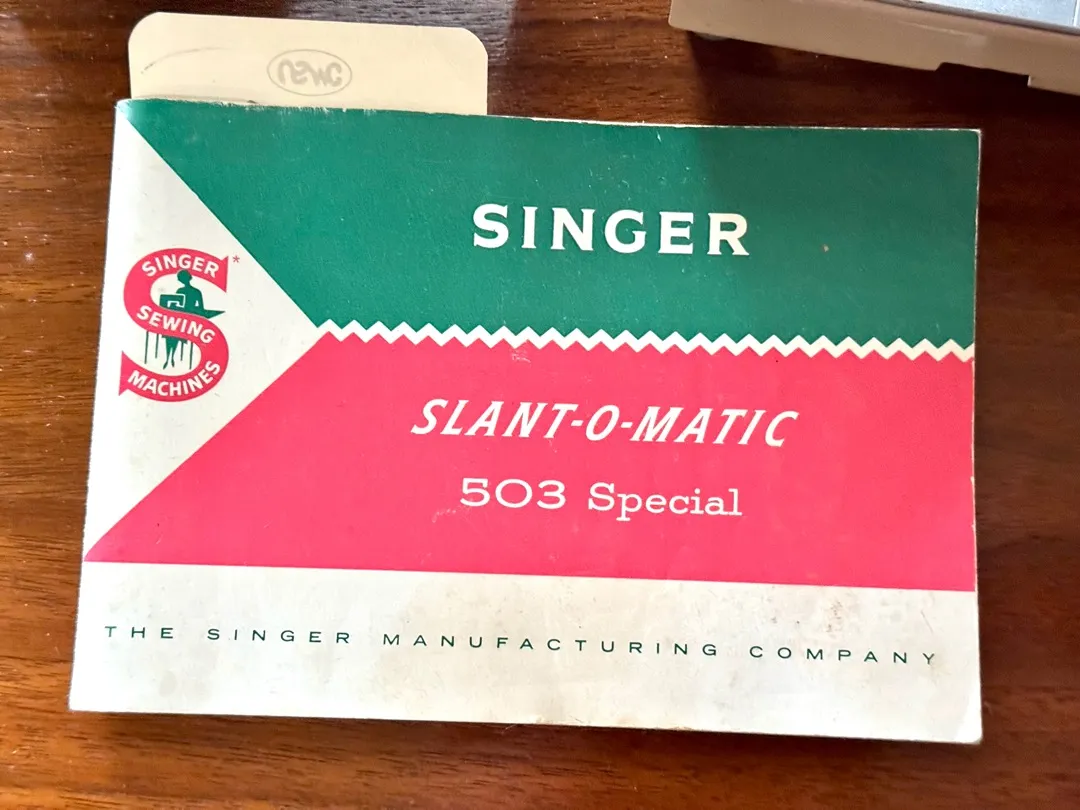 SINGER
SINGER*
SEWING
MACHINES
SLANT-O-MATIC
503 Special
THE SINGER MANUFACTURING COMPANY